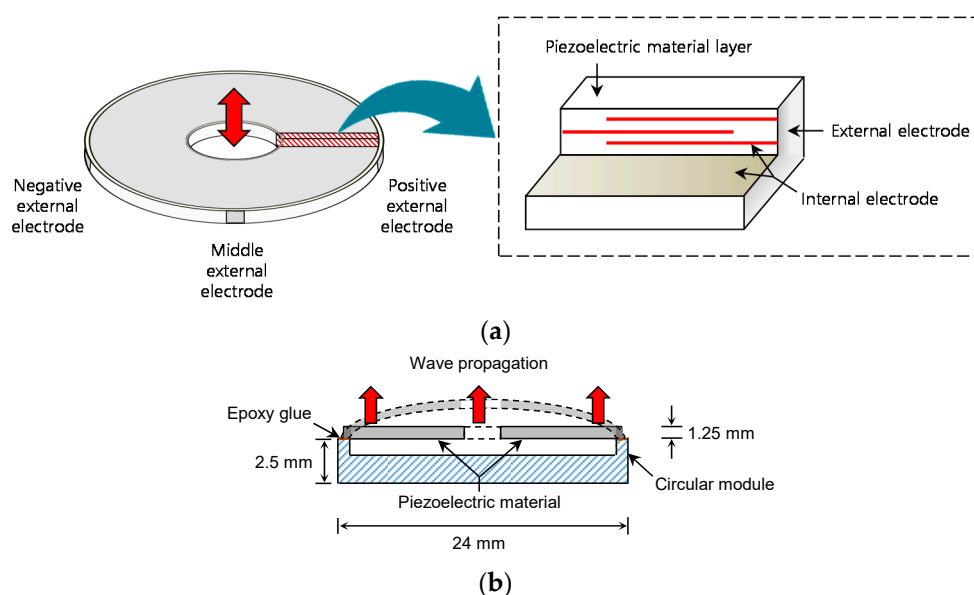 Piezoelectric material layer
External electrode
Internal electrode
Negative
external
electrode
Positive
external
electrode
Middle
external
electrode
(a)
Wave propagation
Epoxy glue
1.25 mm
2.5 mm
Circular module
Piezoelectric material
24 mm
(b)